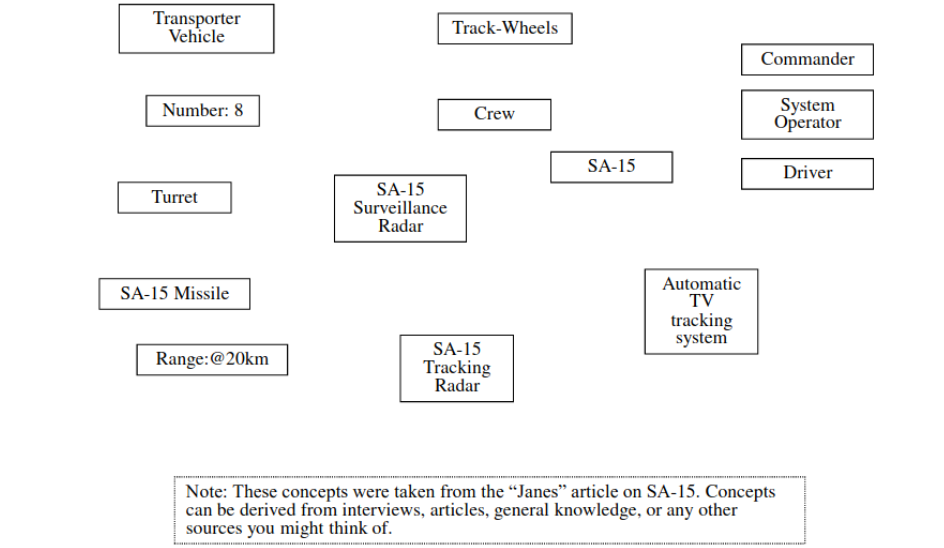 Transporter
Vehicle
Track-Wheels
Commander
Number: 8
Crew
System
Operator
SA-15
Driver
Turret
SA-15
Surveillance
Radar
SA-15 Missile
Automatic
TV
tracking
system
Range:@20km
SA-15
Tracking
Radar
Note: These concepts were taken from the “Janes” article on SA-15. Concepts
can be derived from interviews, articles, general knowledge, or any other
sources you might think of.